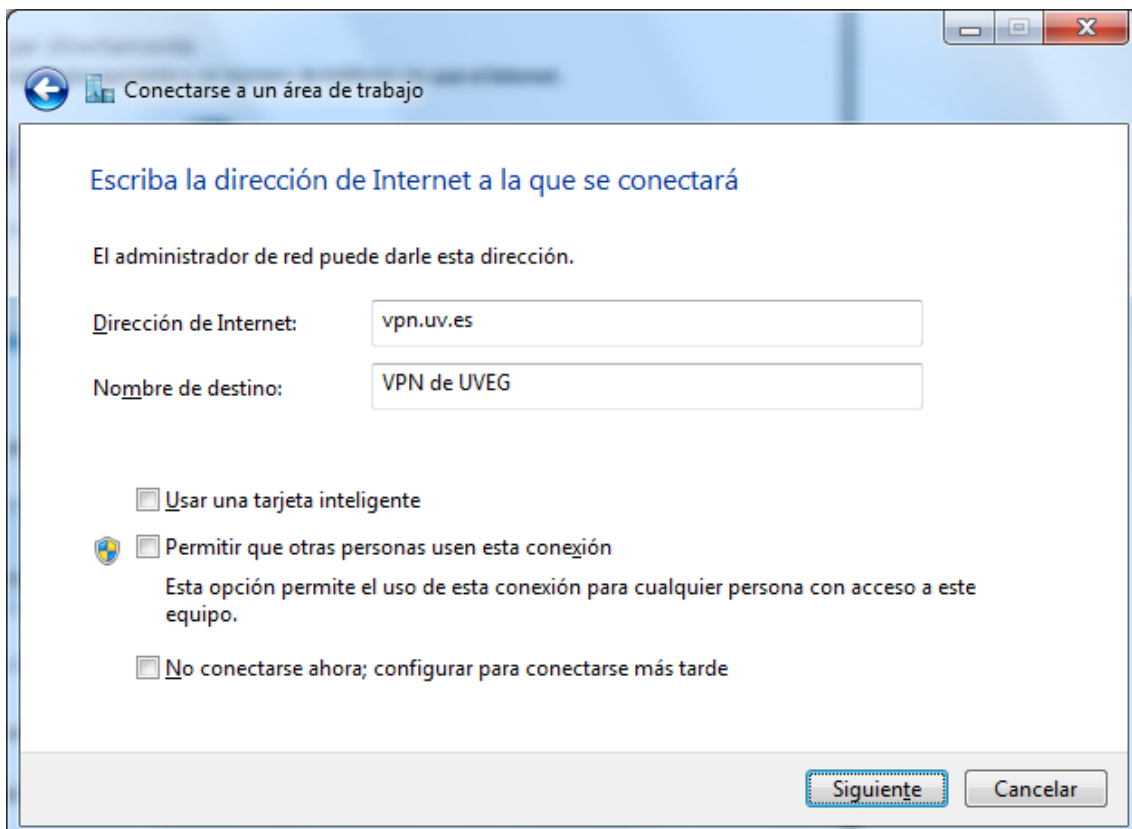 Conectarse a un área de trabajo
Escriba la dirección de Internet a la que se conectará
El administrador de red puede darle esta dirección.
Dirección de Internet:
vpn.uv.es
Nombre de destino:
VPN de UVEG
Usar una tarjeta inteligente
Permitir que otras personas usen esta conexión
Esta opción permite el uso de esta conexión para cualquier persona con acceso a este
equipo.
No conectarse ahora; configurar para conectarse más tarde
Siguiente
Cancelar